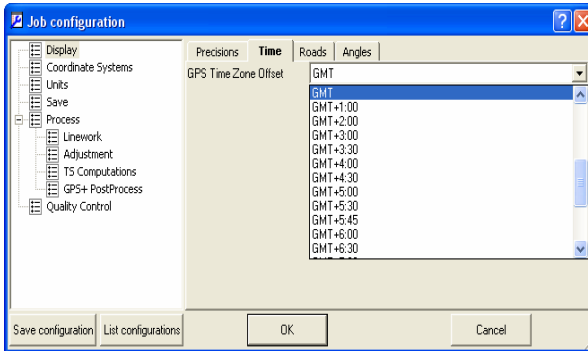 Job configuration
Display
Coordinate Systems
Units
Save
Process
Linework
Adjustment
TS Computations
GPS+ PostProcess
Quality Control
Precisions Time Roads Angles
GPS Time Zone Offset GMT
GMT
GMT+1:00
GMT+2:00
GMT+3:00
GMT+3:30
GMT+4:00
GMT+4:30
GMT+5:00
GMT+5:30
GMT+5:45
GMT+6:00
GMT+6:30
Save configuration List configurations OK Cancel